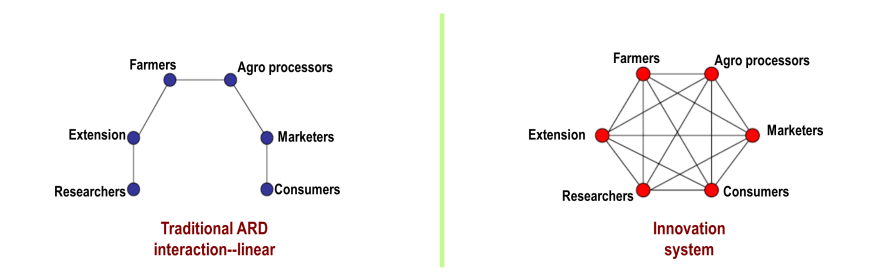 Farmers
Agro processors
Extension
Marketers
Researchers
Consumers
Traditional ARD
interaction--linear
Farmers
Agro processors
Extension
Marketers
Researchers
Consumers
Innovation
system